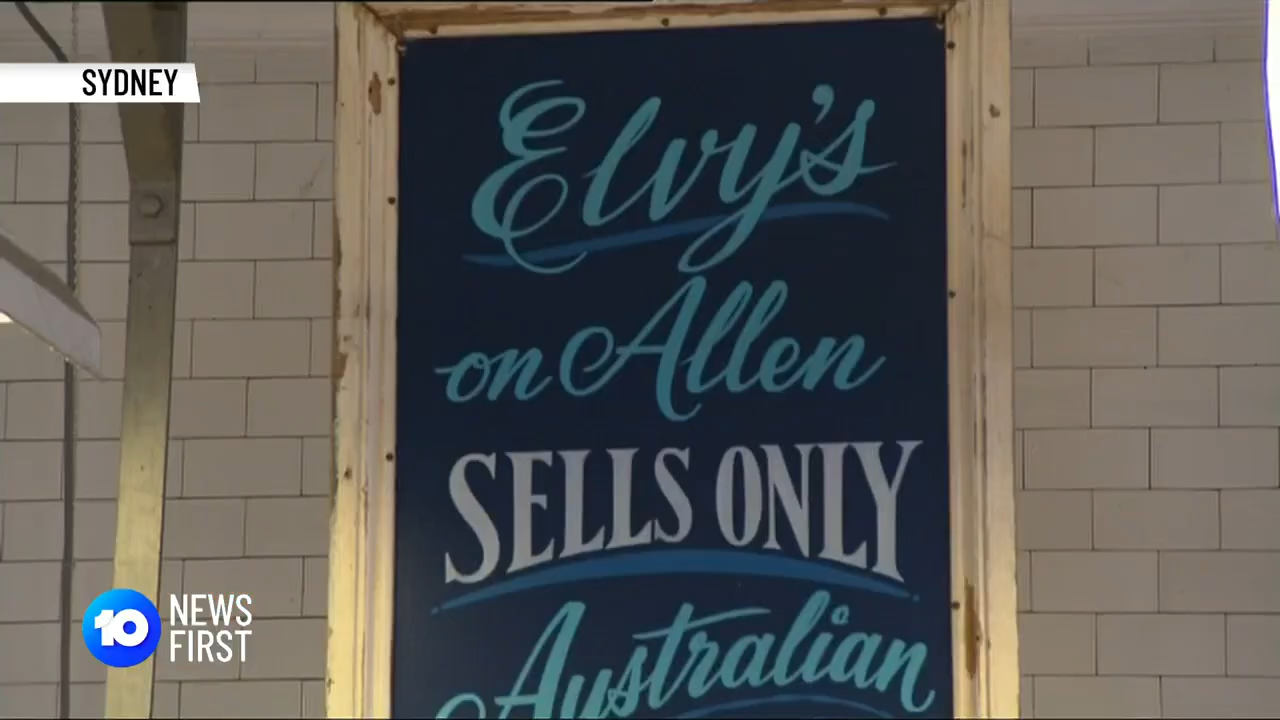 SYDNEY
Elvy's
on Allen
SELLS ONLY
Australian
10 NEWS
FIRST